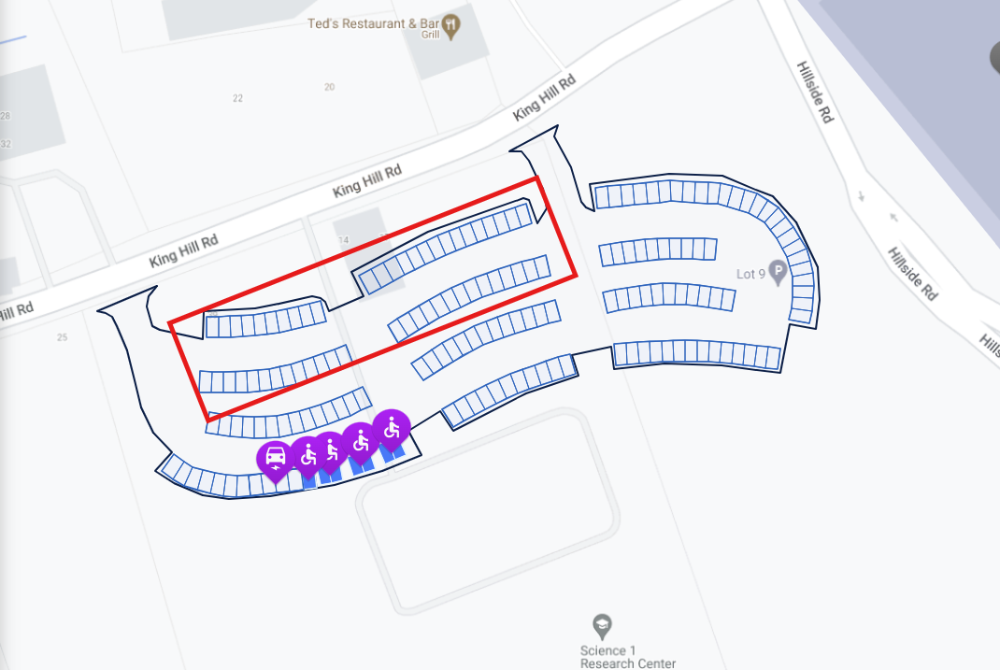 Ted's Restaurant & Bar
Grill
20
22
28
32
King Hill Rd
Hillside Rd
King Hill Rd
14
King Hill Rd
Hill Rd
25
Lot 9
P
Hillside Rd
Hills
Science 1
Research Center